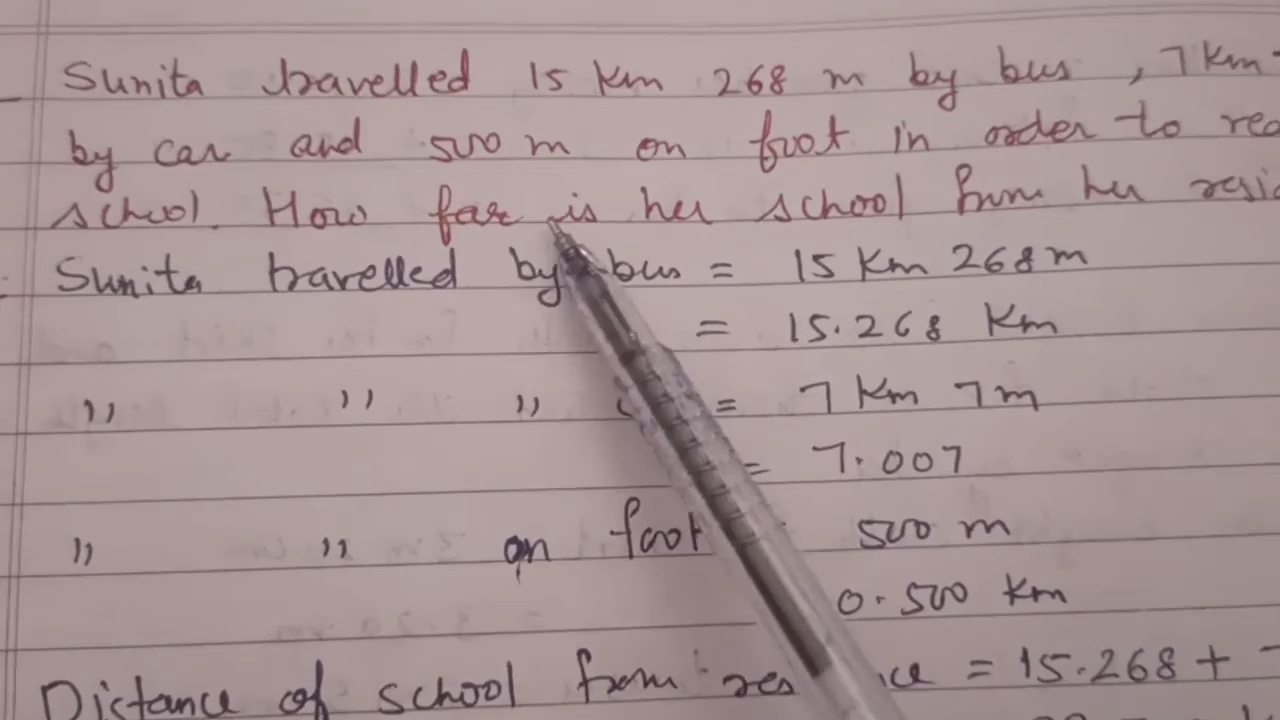 Sunita travelled 15 Km 268 m by bus, 7 Km
by car and 500 m on foot in order to
school. How far is her school from her
Sunita travelled by bus = 15 Km 268 m
= 15.268 Km
" " " = 7 Km 7 m
= 7.007
" " on foot 500 m
0.500 Km
Distance of school from = 15.268 +